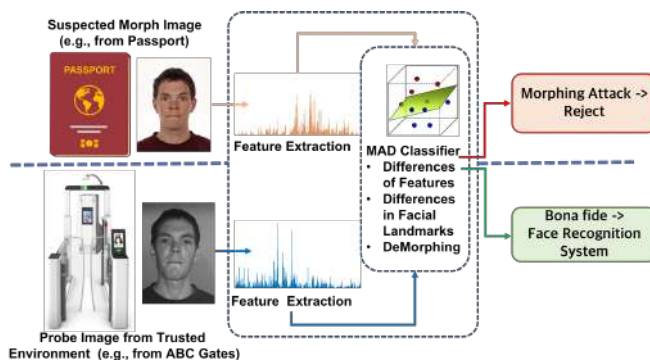 Suspected Morph Image
(e.g., from Passport)
PASSPORT
Feature Extraction
MAD Classifier
• Differences
of Features
• Differences
in Facial
Landmarks
• DeMorphing
Morphing Attack ->
Reject
Bona fide ->
Face Recognition
System
Feature Extraction
Probe Image from Trusted
Environment (e.g., from ABC Gates)